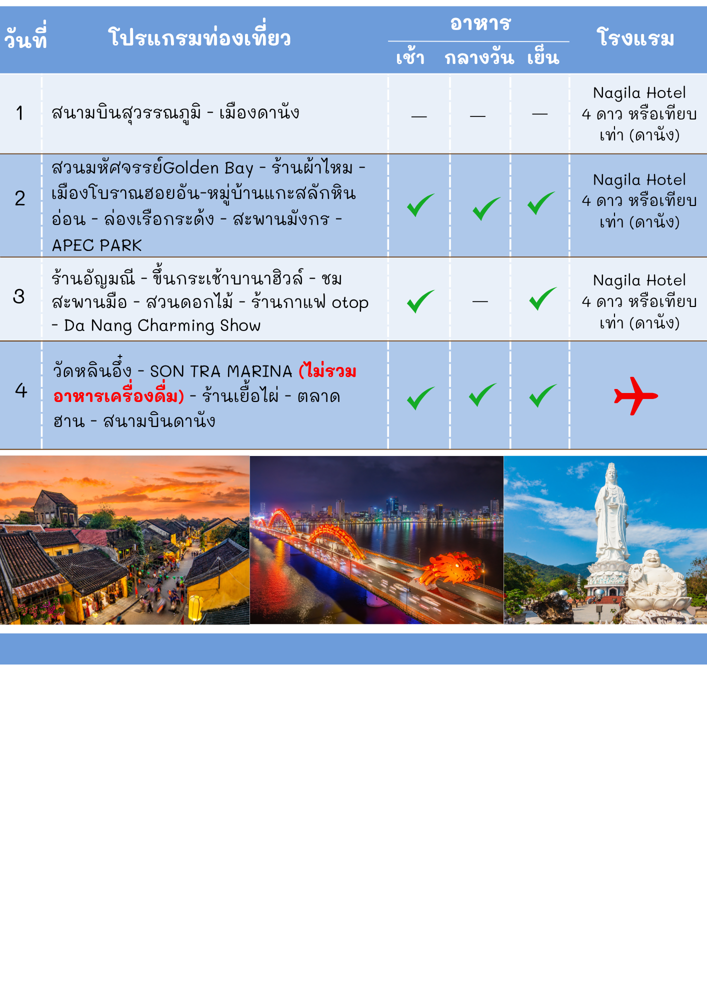 วันที่ โปรแกรมท่องเที่ยว อาหาร โรงแรม
เช้า กลางวัน เย็น
1 สนามบินสุวรรณภูมิ - เมืองดานัง — — —
Nagila Hotel
4 ดาว หรือเทียบ
เท่า (ดานัง)
2
สวนมหัศจรรย์Golden Bay - ร้านผ้าไหม -
เมืองโบราณฮอยอัน-หมู่บ้านแกะสลักหิน
อ่อน - ล่องเรือกระด้ง - สะพานมังกร -
APEC PARK
Nagila Hotel
4 ดาว หรือเทียบ
เท่า (ดานัง)
3
ร้านอัญมณี - ขึ้นกระเช้าบานาฮิวล์ - ชม
สะพานมือ - สวนดอกไม้ - ร้านกาแฟ otop
- Da Nang Charming Show
—
Nagila Hotel
4 ดาว หรือเทียบ
เท่า (ดานัง)
4
วัดหลินอึ๋ง - SON TRA MARINA (ไม่รวม
อาหารเครื่องดื่ม) - ร้านเยื้อไผ่ - ตลาด
ฮาน - สนามบินดานัง